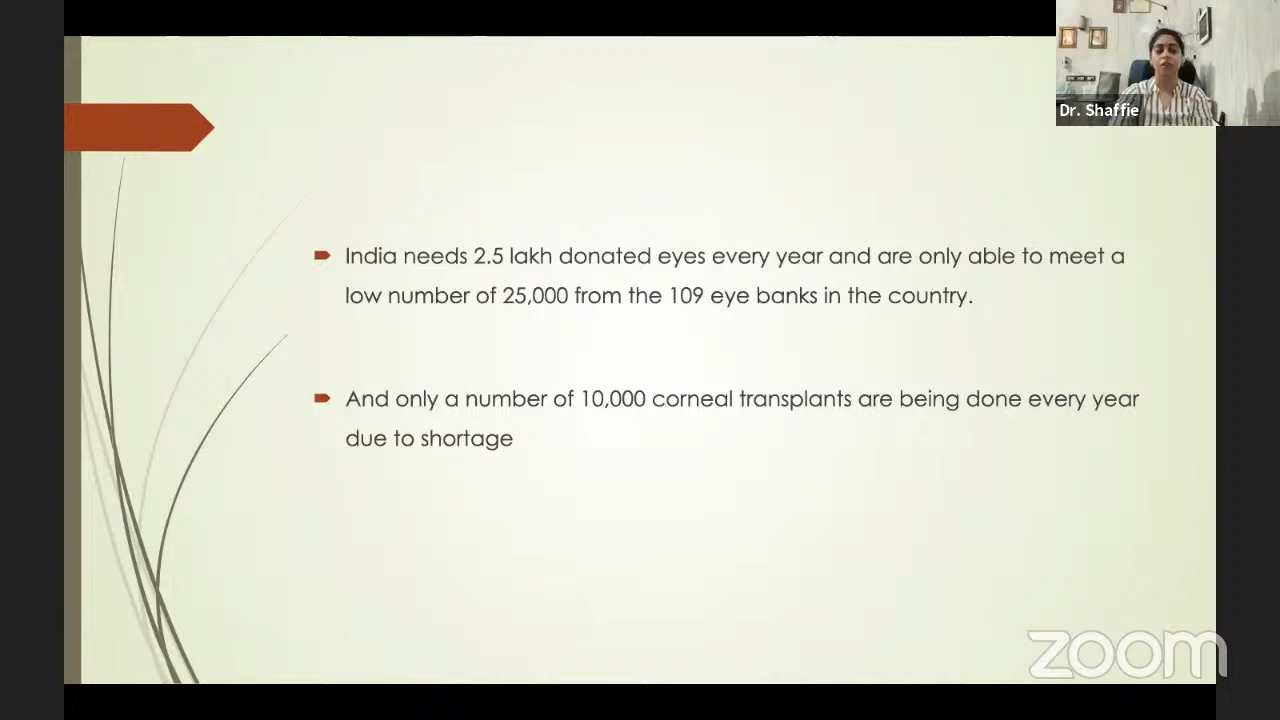 Dr. Shaffie
India needs 2.5 lakh donated eyes every year and are only able to meet a
low number of 25,000 from the 109 eye banks in the country.
And only a number of 10,000 corneal transplants are being done every year
due to shortage
zoom